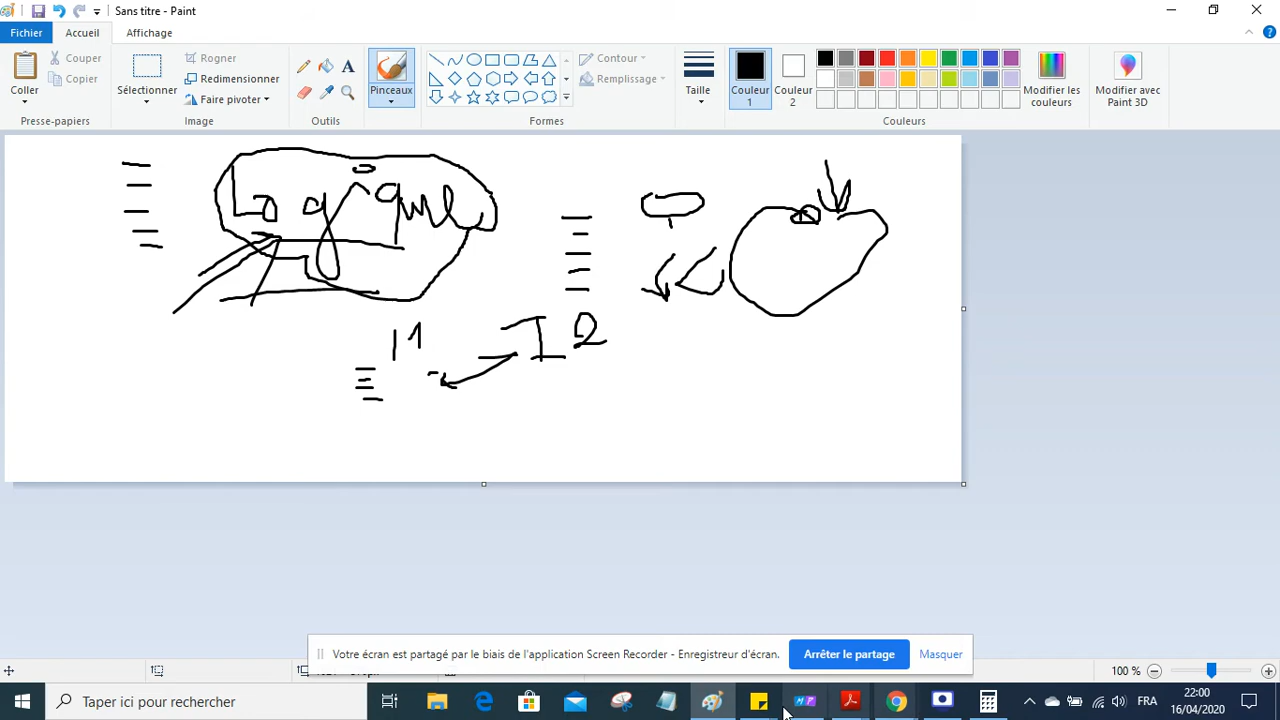 Sans titre - Paint
Fichier
Accueil
Affichage
Coller
Couper
Copier
Presse-papiers
Sélectionner
Rogner
Redimensionner
Faire pivoter
Image
A
Outils
Pinceaux
Contour
Remplissage
Formes
Taille
Couleur
1
Couleur
2
Modifier les
couleurs
Couleurs
Modifier avec
Paint 3D
Logique
I1
I2
Votre écran est partagé par le biais de l'application Screen Recorder - Enregistreur d'écran.
Arrêter le partage
Masquer
100 %
Taper ici pour rechercher
FRA
22:00
16/04/2020